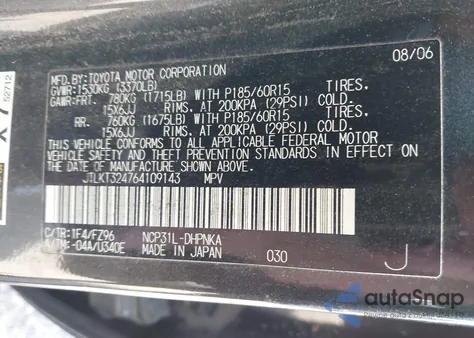 08/06
MFD. BY: TOYOTA MOTOR CORPORATION
GVWR: 1530KG (3370LB)
GAWR: FRT. 780KG (1715LB) WITH P185/60R15 TIRES,
15X6JJ RIMS, AT 200KPA (29PSI) COLD.
RR. 760KG (1675LB) WITH P185/60R15 TIRES,
15X6JJ RIMS, AT 200KPA (29PSI) COLD.
THIS VEHICLE CONFORMS TO ALL APPLICABLE FEDERAL MOTOR
VEHICLE SAFETY AND THEFT PREVENTION STANDARDS IN EFFECT ON
THE DATE OF MANUFACTURE SHOWN ABOVE.
JTLKT324764109143 MPV
C/TR: 1F4/FZ96 NCP31L-DHPNKA
A/TM: -04A/U340E MADE IN JAPAN 030 J
X 7
52712
autoSnap